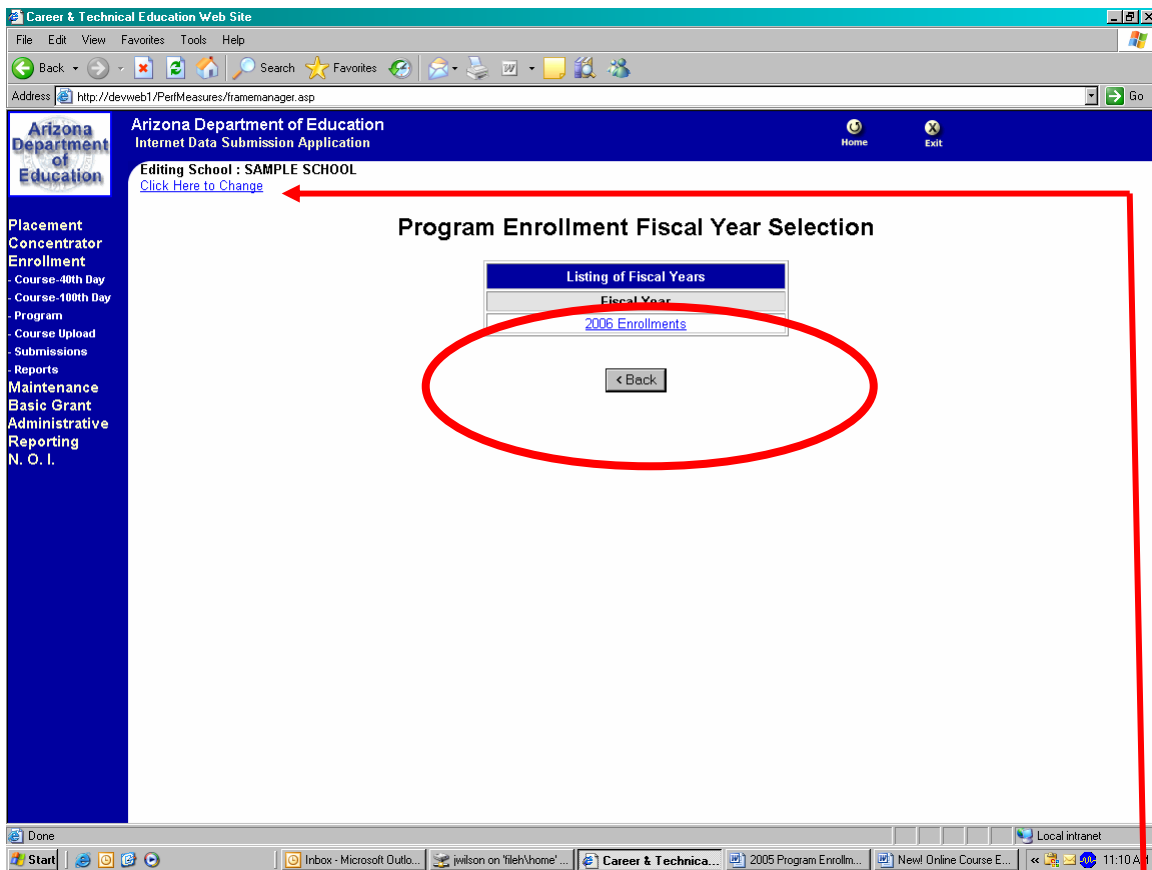 Career & Technical Education Web Site
File Edit View Favorites Tools Help
Back Search Favorites
Address http://devweb1/PerfMeasures/framemanager.asp Go
Arizona
Department
of
Education
Arizona Department of Education
Internet Data Submission Application
Home Exit
Editing School : SAMPLE SCHOOL
Click Here to Change
Placement
Concentrator
Enrollment
- Course-40th Day
- Course-100th Day
- Program
- Course Upload
- Submissions
- Reports
Maintenance
Basic Grant
Administrative
Reporting
N. O. I.
Program Enrollment Fiscal Year Selection
Listing of Fiscal Years
Fiscal Year
2006 Enrollments
< Back
Done Local intranet
Start Inbox - Microsoft Outlo... jwilson on 'fileh\home' ... Career & Technica... 2005 Program Enrollm... New! Online Course E... « 11:10 AM